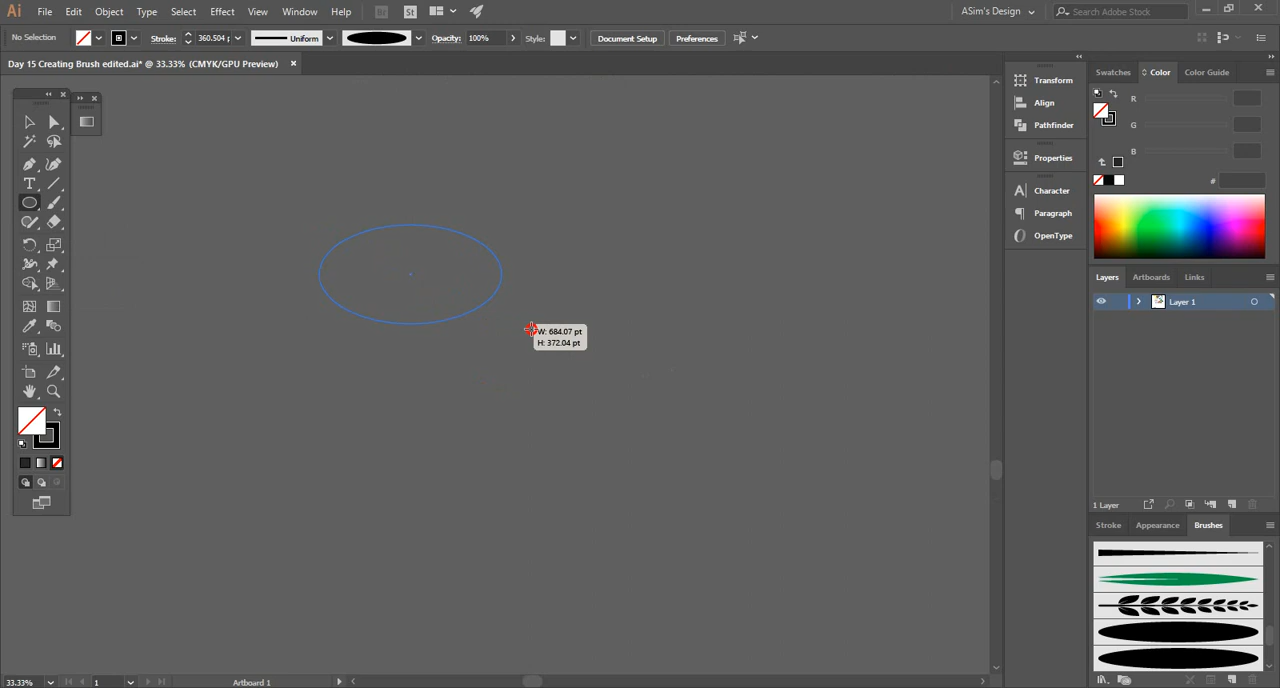 Ai File Edit Object Type Select Effect View Window Help Br St ASim's Design Search Adobe Stock
No Selection Stroke: 360.504 p Uniform Opacity: 100% Style: Document Setup Preferences
Day 15 Creating Brush edited.ai* @ 33.33% (CMYK/GPU Preview)
Transform
Align
Pathfinder
Properties
Character
Paragraph
OpenType
Swatches Color Color Guide
R
G
B
#
W: 684.07 pt
H: 372.04 pt
Layers Artboards Links
Layer 1
1 Layer
Stroke Appearance Brushes
33.33% 1 Artboard 1